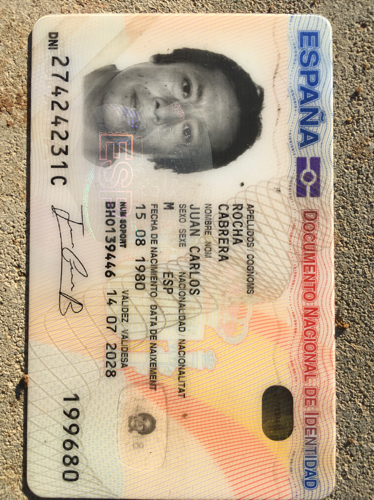 ESPAÑA
DOCUMENTO NACIONAL DE IDENTIDAD
APELLIDOS COGNOMS
ROCHA
CABRERA
NOMBRE NOM
JUAN CARLOS
SEXO SEXE NACIONALIDAD NACIONALITAT
M ESP
FECHA DE NACIMIENTO DATA DE NAIXEMENT
15 08 1980
NUM SOPORT VALIDEZ VALIDESA
BHO139446 14 07 2028
199680
DNI 27424231C